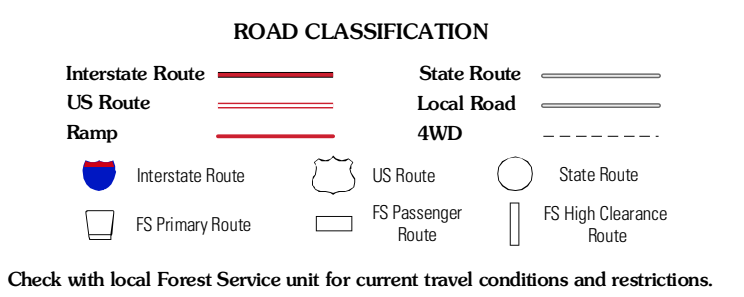 ROAD CLASSIFICATION
Interstate Route
State Route
US Route
Local Road
Ramp
4WD
Interstate Route
US Route
State Route
FS Primary Route
FS Passenger
Route
FS High Clearance
Route
Check with local Forest Service unit for current travel conditions and restrictions.